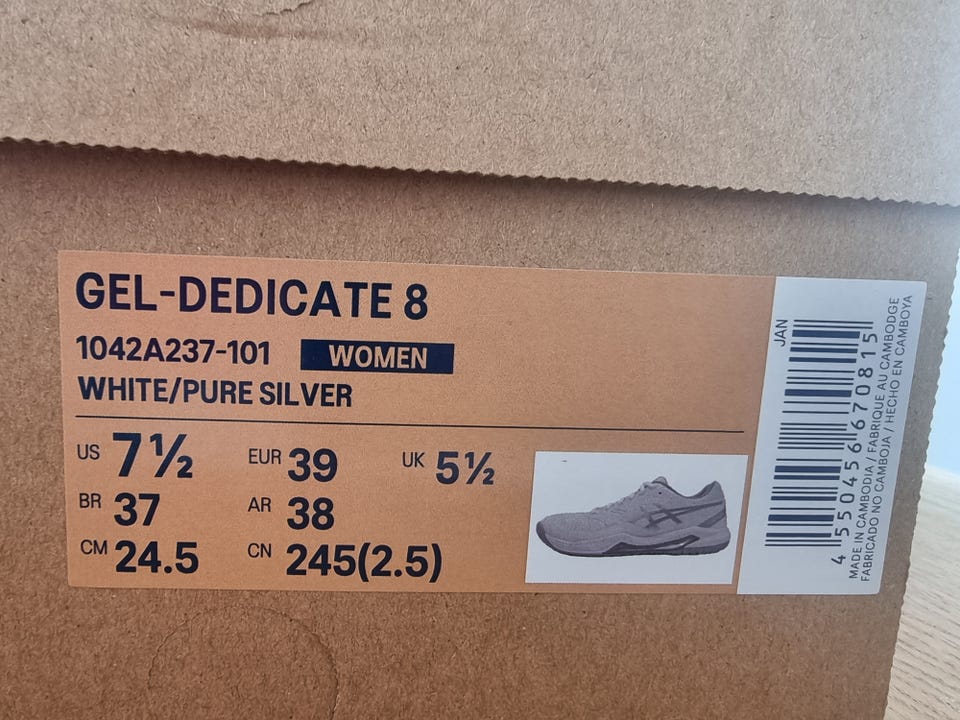 GEL-DEDICATE 8
1042A237-101 WOMEN
WHITE/PURE SILVER
US 7½ EUR 39 UK 5½
BR 37 AR 38
CM 24.5 CN 245(2.5)
JAN
4 550456 670815
MADE IN CAMBODIA / FABRIQUE AU CAMBODGE
FABRICADO NO CAMBOJA / HECHO EN CAMBOYA